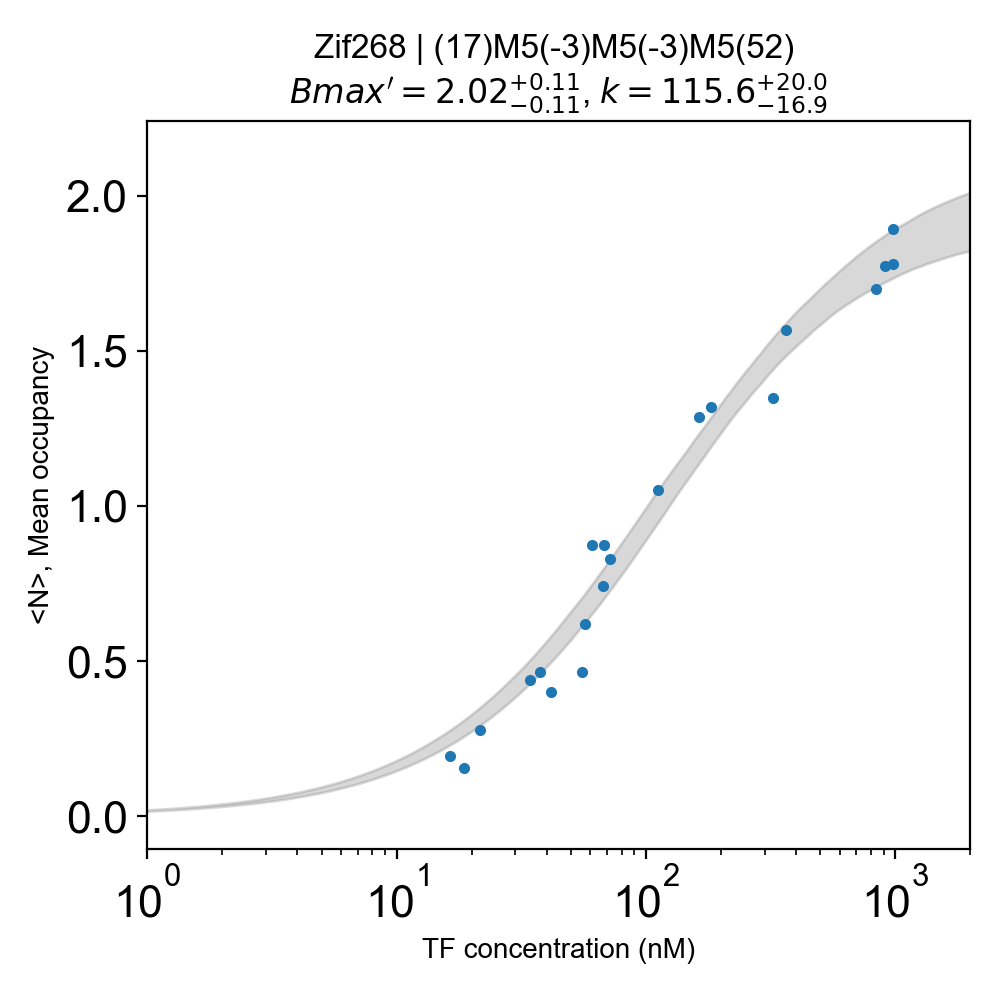 Zif268 | (17)M5(-3)M5(-3)M5(52)
Bmax′ = 2.02 +0.11 −0.11, k = 115.6 +20.0 −16.9
2.0
1.5
1.0
0.5
0.0
<N>, Mean occupancy
10^0 10^1 10^2 10^3
TF concentration (nM)